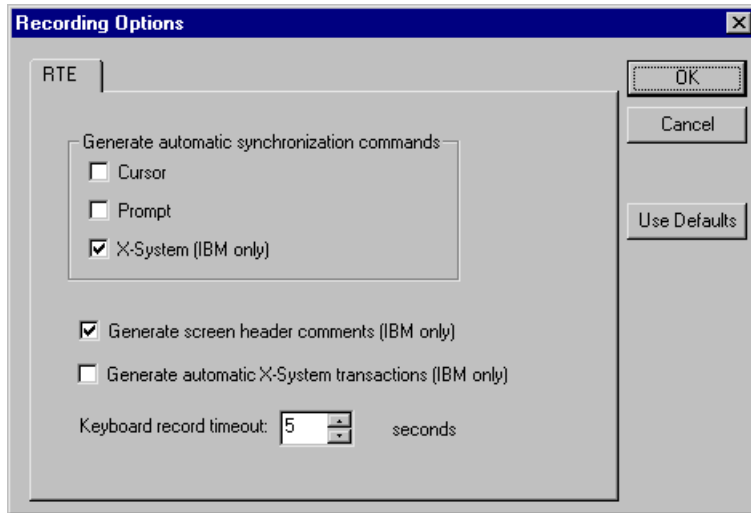 Recording Options
RTE
OK
Cancel
Use Defaults
Generate automatic synchronization commands
Cursor
Prompt
X-System (IBM only)
Generate screen header comments (IBM only)
Generate automatic X-System transactions (IBM only)
Keyboard record timeout: 5 seconds